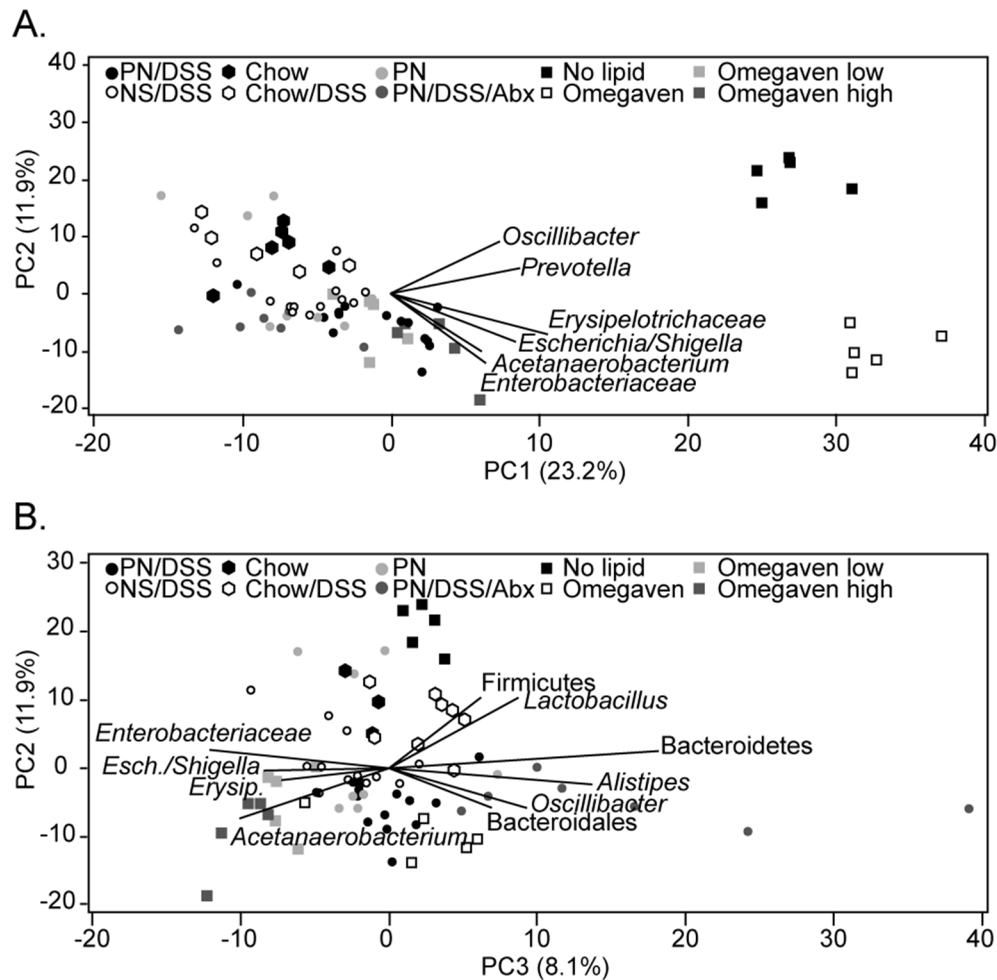 A.
PN/DSS Chow PN No lipid Omegaven low
NS/DSS Chow/DSS PN/DSS/Abx Omegaven Omegaven high
PC2 (11.9%)
40
30
20
10
0
-10
-20
Oscillibacter
Prevotella
Erysipelotrichaceae
Escherichia/Shigella
Acetanaerobacterium
Enterobacteriaceae
-20 -10 0 10 20 30 40
PC1 (23.2%)
B.
PN/DSS Chow PN No lipid Omegaven low
NS/DSS Chow/DSS PN/DSS/Abx Omegaven Omegaven high
PC2 (11.9%)
30
20
10
0
-10
-20
Firmicutes
Lactobacillus
Enterobacteriaceae
Bacteroidetes
Esch./Shigella
Alistipes
Erysip.
Oscillibacter
Bacteroidales
Acetanaerobacterium
-20 -10 0 10 20 30 40
PC3 (8.1%)